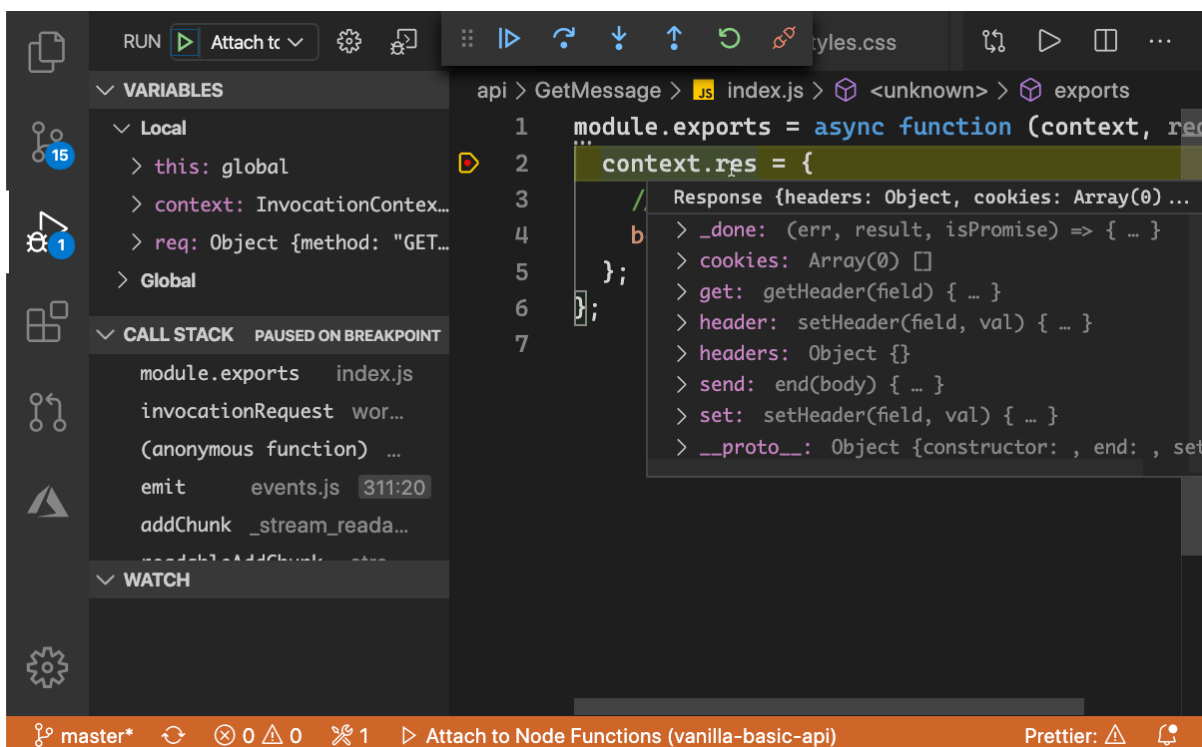 RUN Attach tc
yles.css
...
VARIABLES
Local
this: global
context: InvocationContex...
req: Object {method: "GET...
Global
CALL STACK PAUSED ON BREAKPOINT
module.exports index.js
invocationRequest wor...
(anonymous function) ...
emit events.js 311:20
addChunk _stream_reada...
WATCH
15
1
api > GetMessage > JS index.js > <unknown> > exports
1 module.exports = async function (context, req
2 context.res = {
3 /
4 b
5 };
6 };
7
Response {headers: Object, cookies: Array(0) ...
> _done: (err, result, isPromise) => { … }
> cookies: Array(0) []
> get: getHeader(field) { … }
> header: setHeader(field, val) { … }
> headers: Object {}
> send: end(body) { … }
> set: setHeader(field, val) { … }
> __proto__: Object {constructor: , end: , set
master* 0 0 1 Attach to Node Functions (vanilla-basic-api) Prettier: